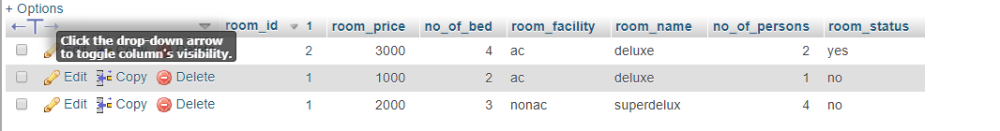 + Options
←T→ room_id 1 room_price no_of_bed room_facility room_name no_of_persons room_status
Click the drop-down arrow
to toggle column's visibility.
2 3000 4 ac deluxe 2 yes
Edit Copy Delete 1 1000 2 ac deluxe 1 no
Edit Copy Delete 1 2000 3 nonac superdelux 4 no